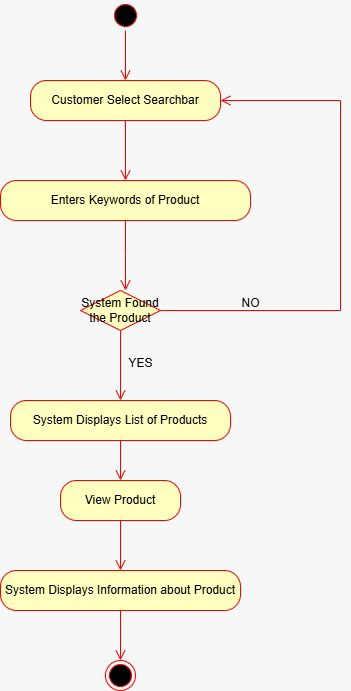 Customer Select Searchbar
Enters Keywords of Product
System Found
the Product
NO
YES
System Displays List of Products
View Product
System Displays Information about Product